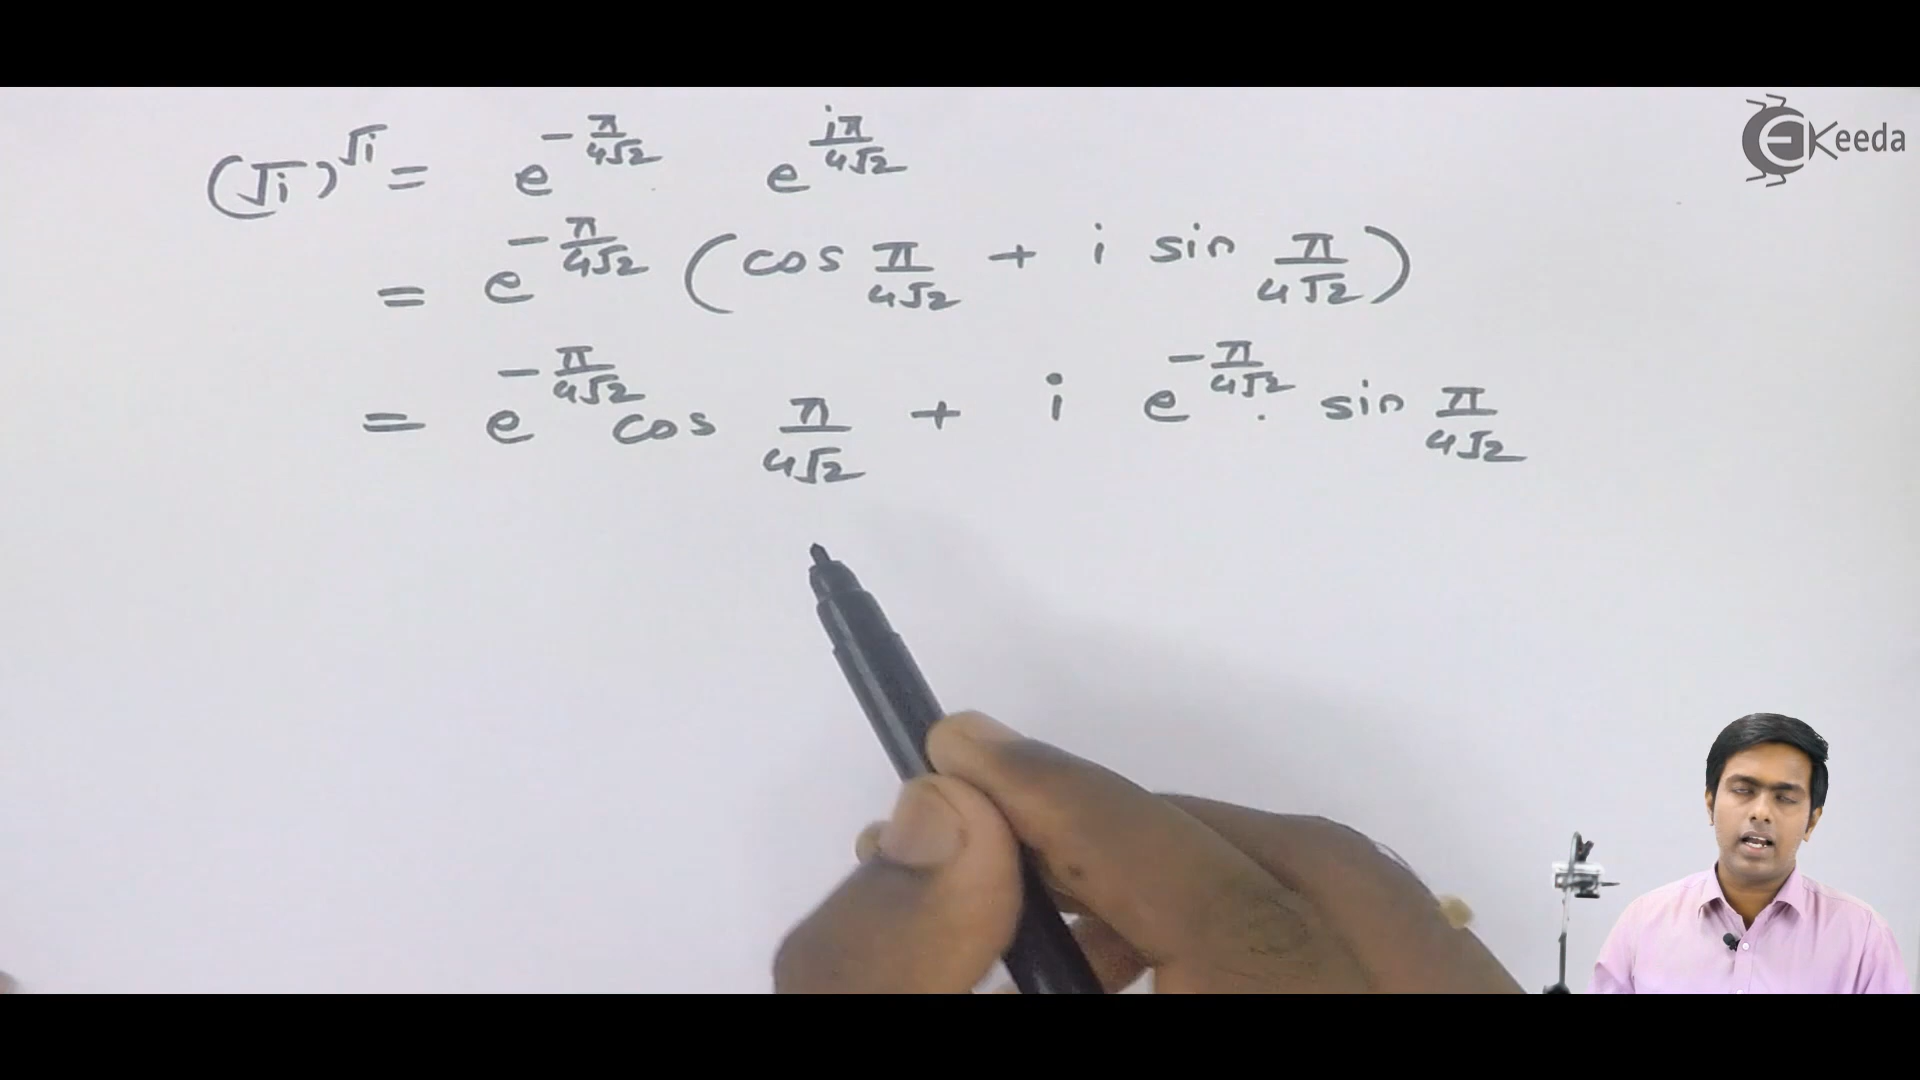 (√i)^√i = e^(-π/4√2) e^(iπ/4√2)
= e^(-π/4√2) (cos π/4√2 + i sin π/4√2)
= e^(-π/4√2) cos π/4√2 + i e^(-π/4√2) . sin π/4√2
Keeda